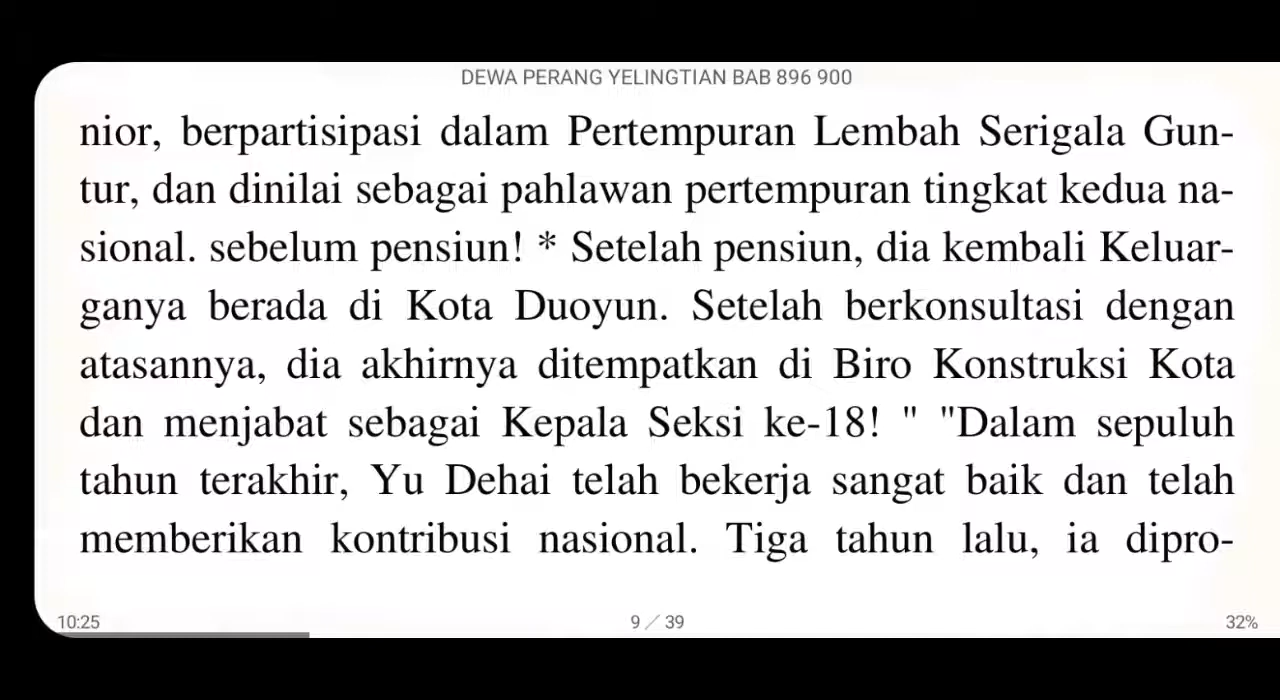 DEWA PERANG YELINGTIAN BAB 896 900
nior, berpartisipasi dalam Pertempuran Lembah Serigala Gun-
tur, dan dinilai sebagai pahlawan pertempuran tingkat kedua na-
sional. sebelum pensiun! * Setelah pensiun, dia kembali Keluar-
ganya berada di Kota Duoyun. Setelah berkonsultasi dengan
atasannya, dia akhirnya ditempatkan di Biro Konstruksi Kota
dan menjabat sebagai Kepala Seksi ke-18! " "Dalam sepuluh
tahun terakhir, Yu Dehai telah bekerja sangat baik dan telah
memberikan kontribusi nasional. Tiga tahun lalu, ia dipro-
10:25 9 / 39 32%